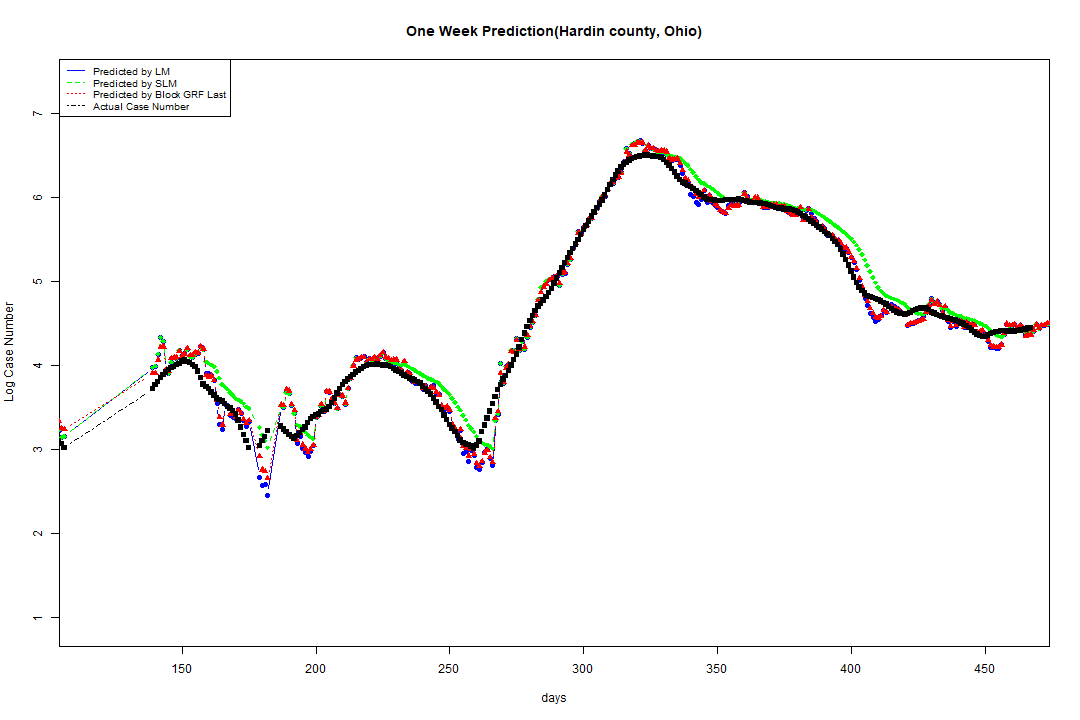 One Week Prediction(Hardin county, Ohio)
Predicted by LM
Predicted by SLM
Predicted by Block GRF Last
Actual Case Number
Log Case Number
7
6
5
4
3
2
1
150 200 250 300 350 400 450
days